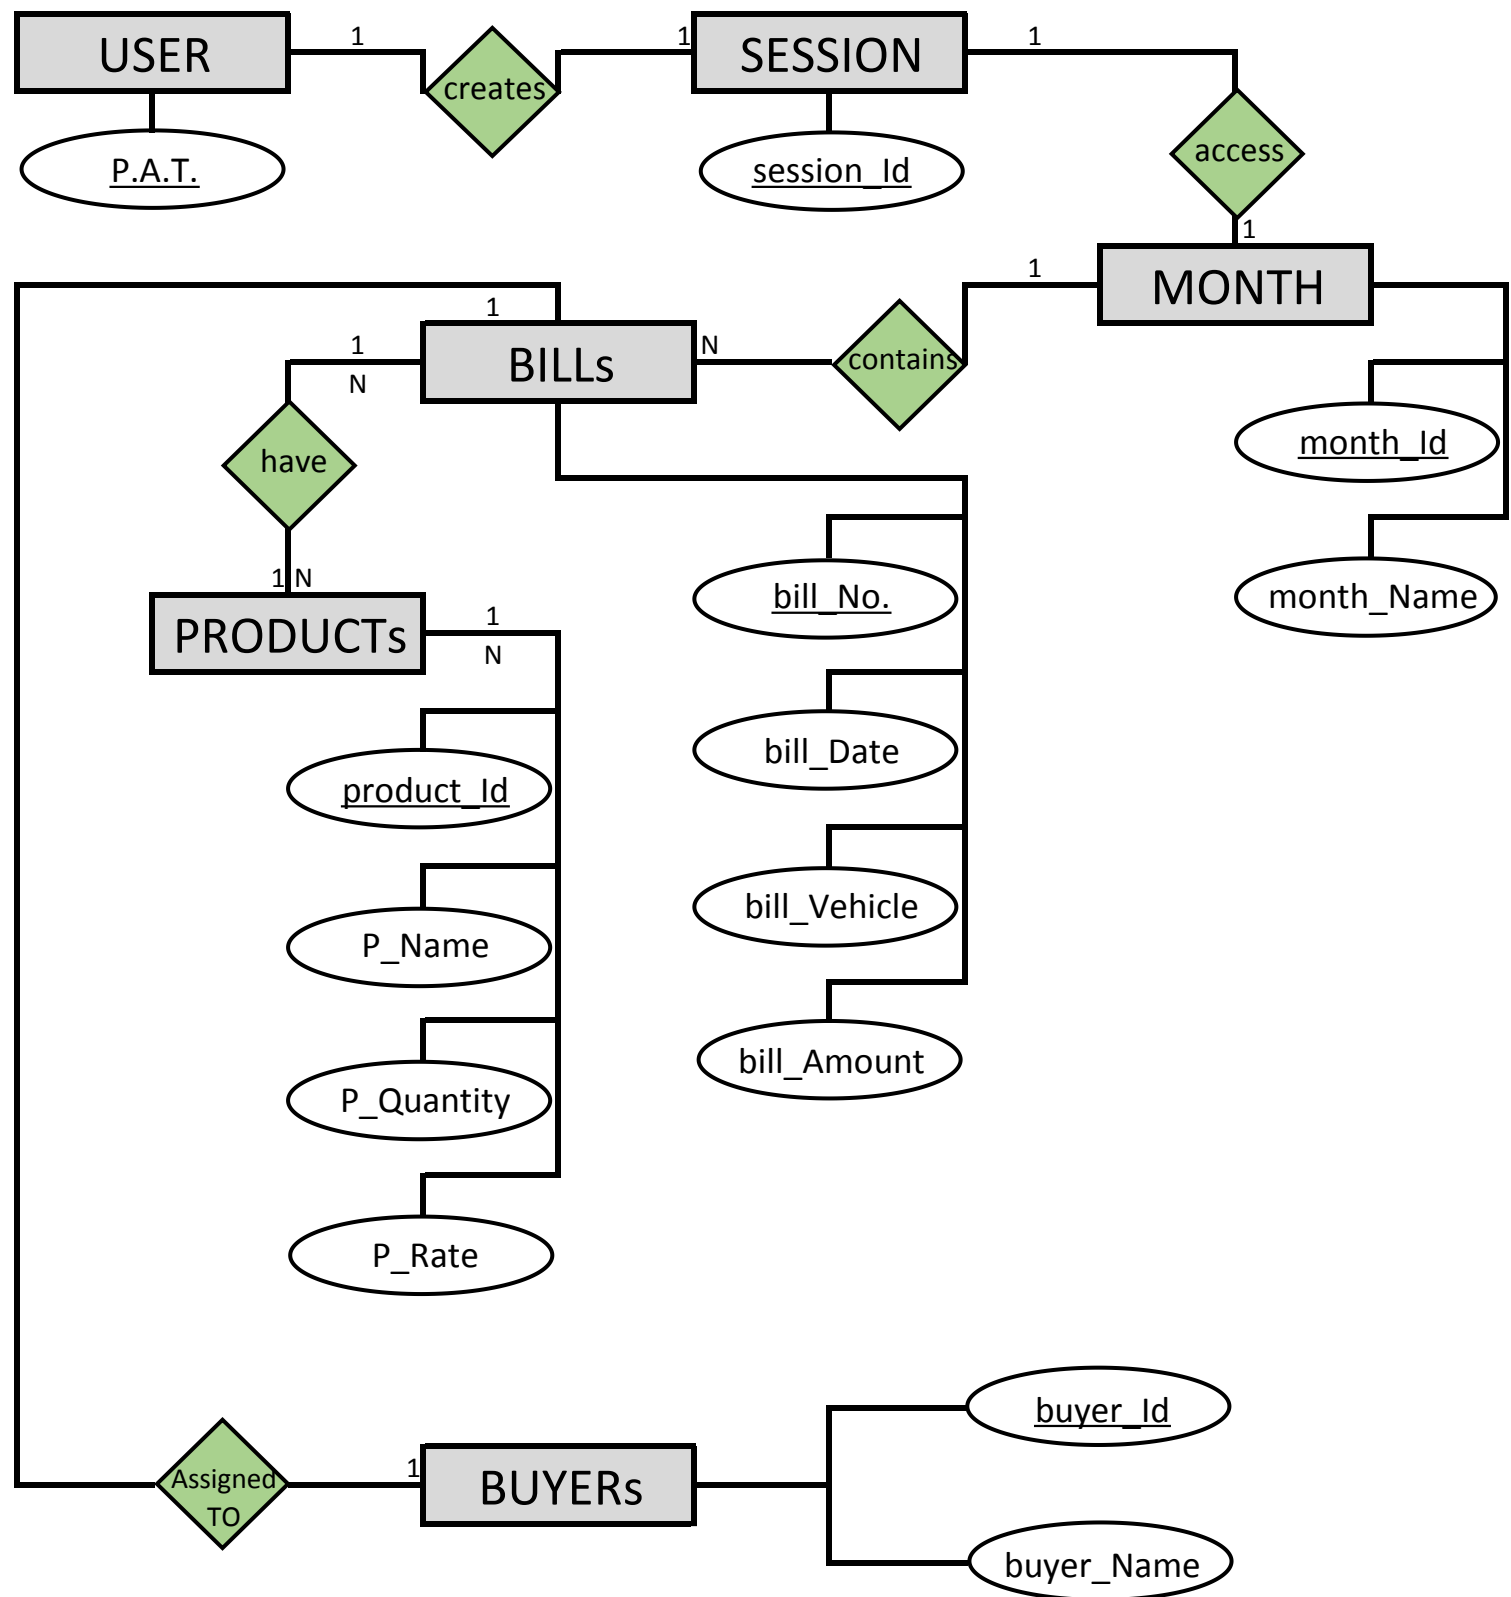 USER
1
creates
1
SESSION
1
P.A.T.
session_Id
access
1
MONTH
1
1
BILLs
N
contains
1
N
have
month_Id
month_Name
1 N
PRODUCTs
1
N
bill_No.
bill_Date
bill_Vehicle
bill_Amount
product_Id
P_Name
P_Quantity
P_Rate
Assigned
TO
1
BUYERs
buyer_Id
buyer_Name